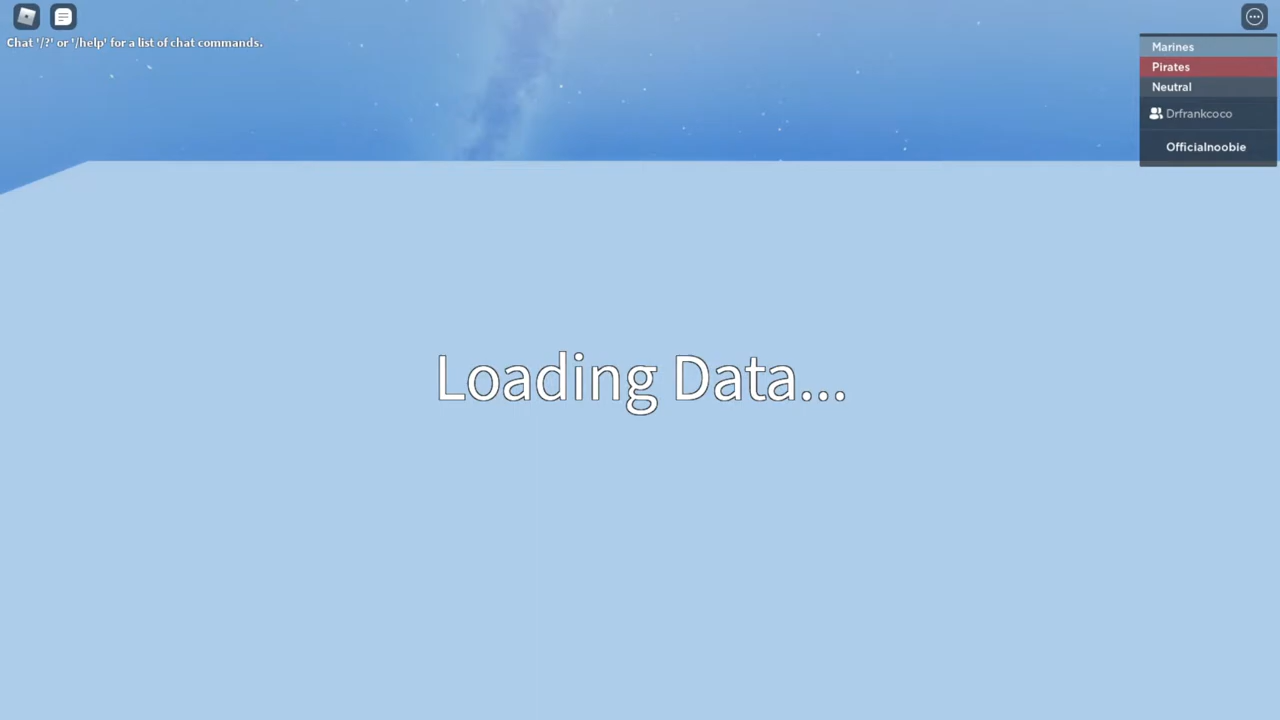 Chat '/?' or '/help' for a list of chat commands.
Marines
Pirates
Neutral
Drfrankcoco
Officialnoobie
Loading Data...